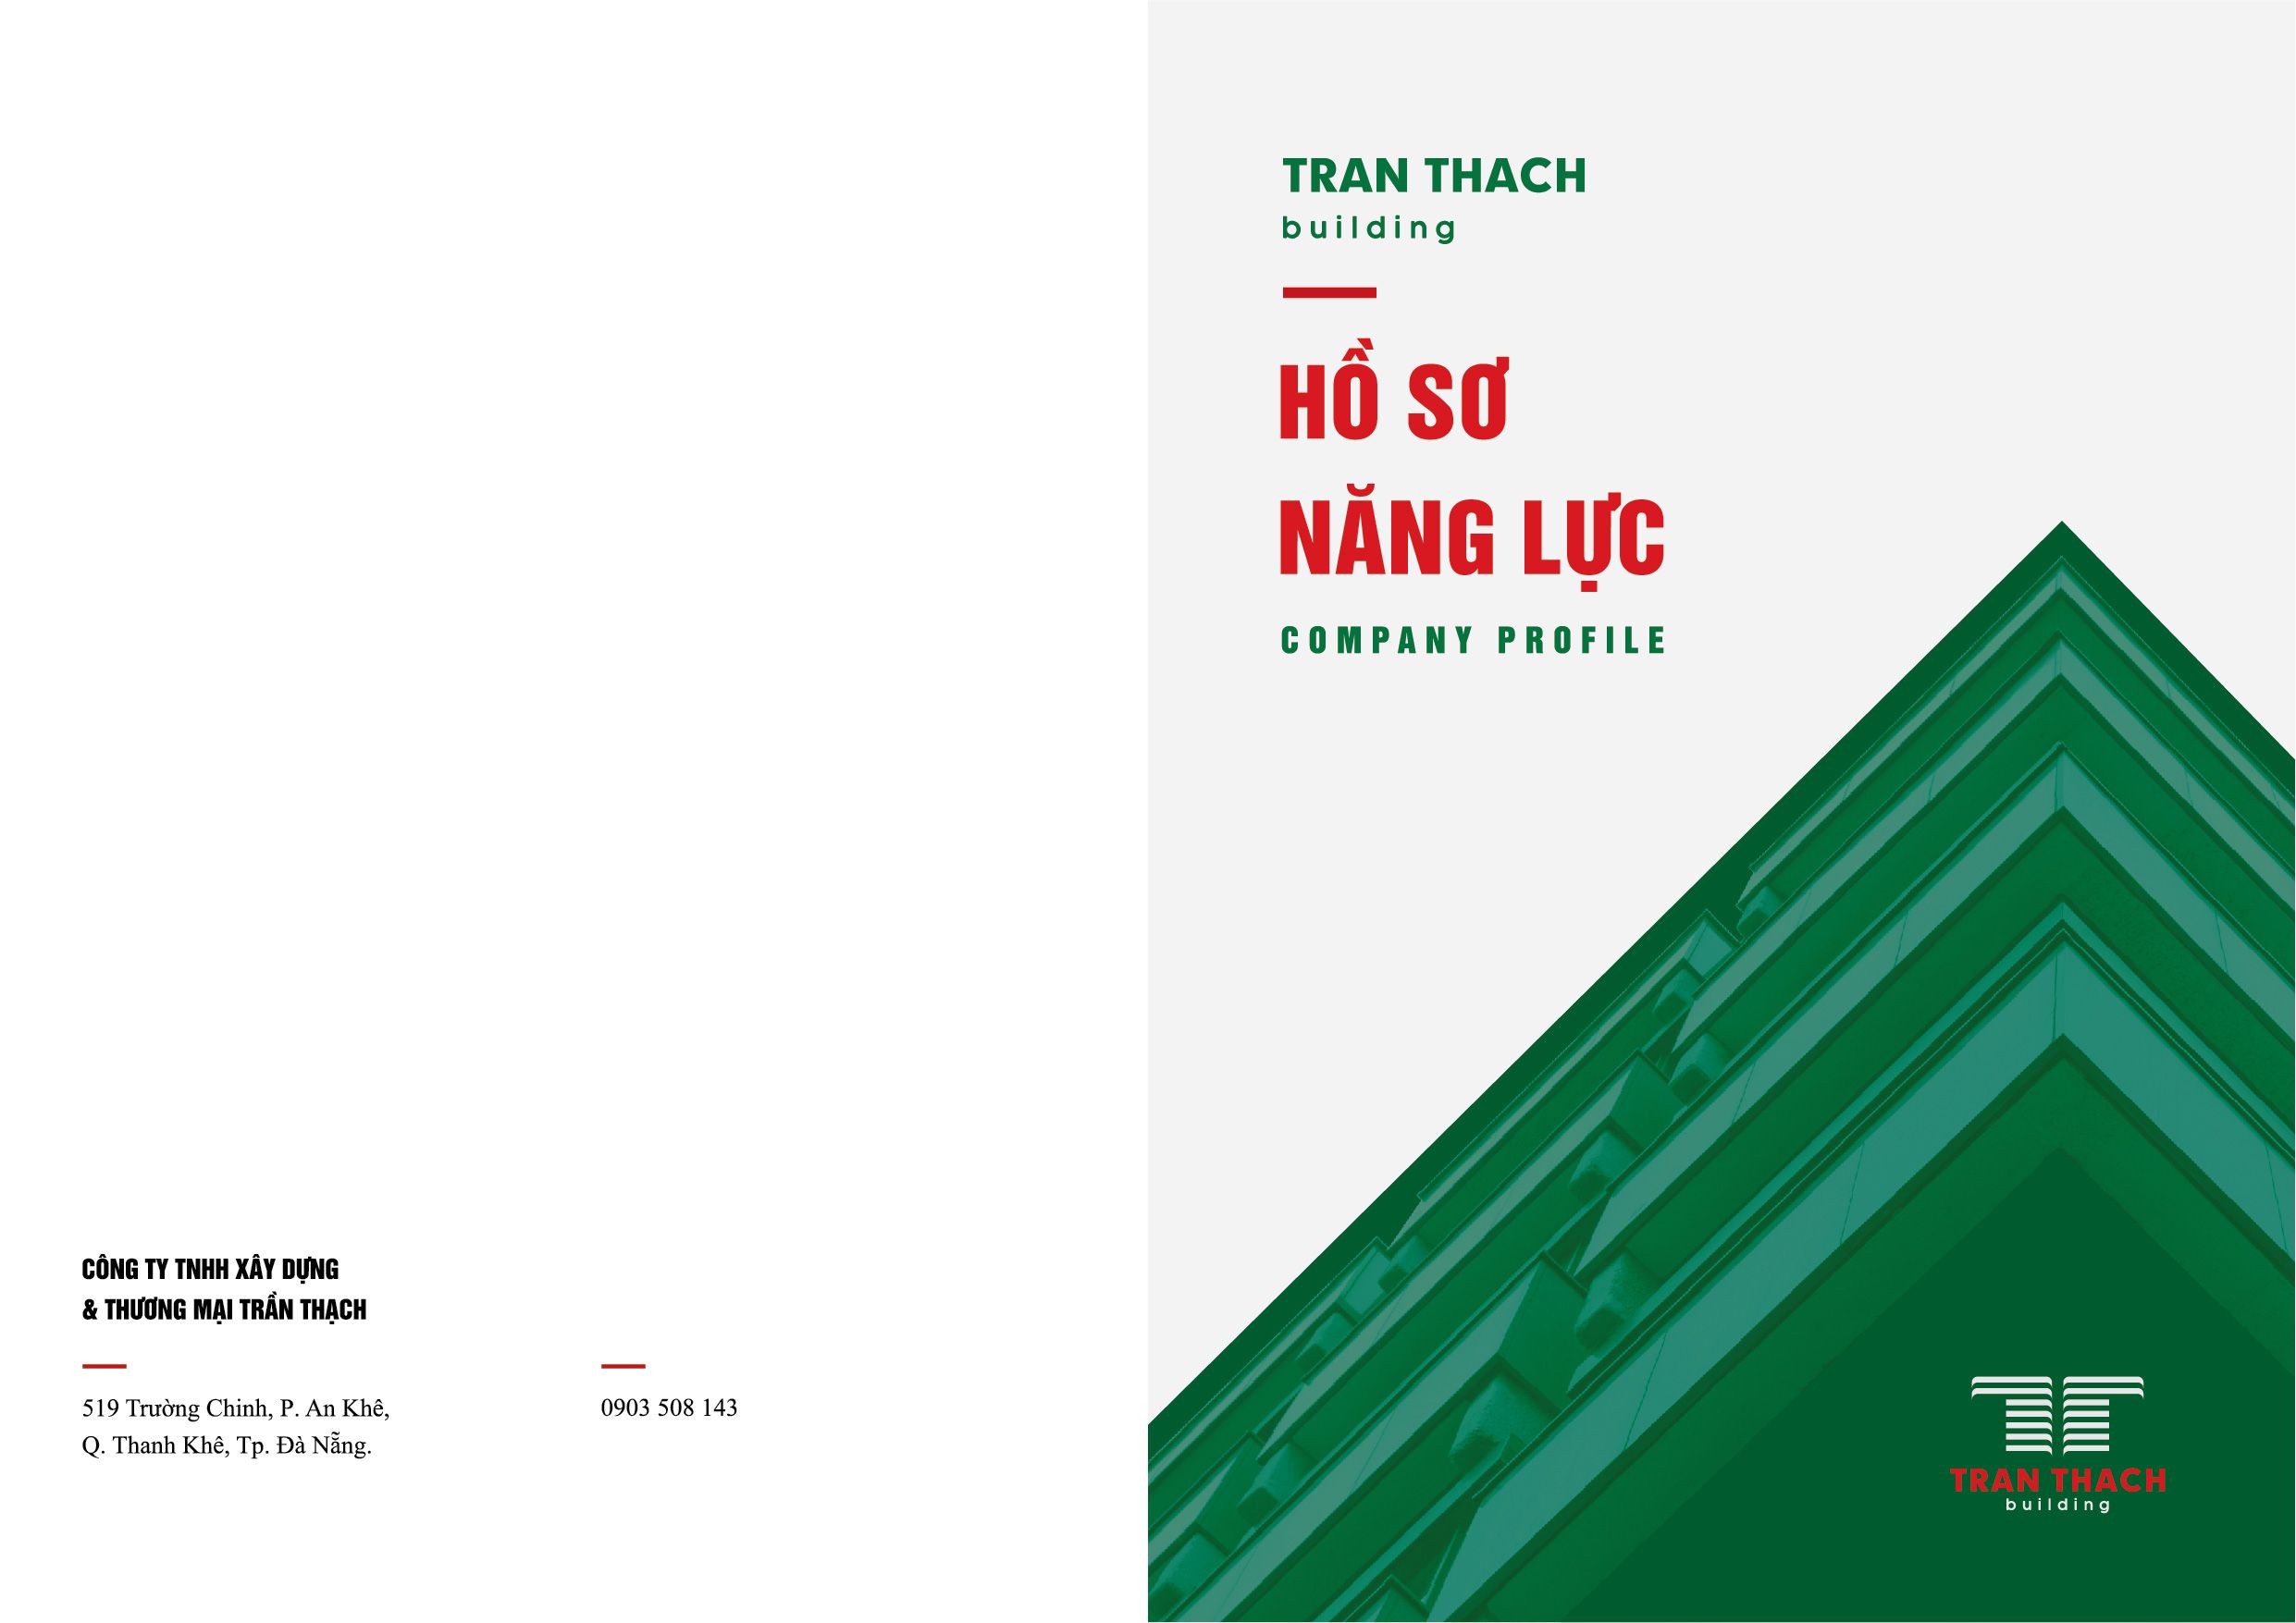 TRAN THACH
building
HỒ SƠ
NĂNG LỰC
COMPANY PROFILE
CÔNG TY TNHH XÂY DỰNG
& THƯƠNG MẠI TRẦN THẠCH
519 Trường Chinh, P. An Khê,
Q. Thanh Khê, Tp. Đà Nẵng.
0903 508 143
TT
TRAN THACH
building